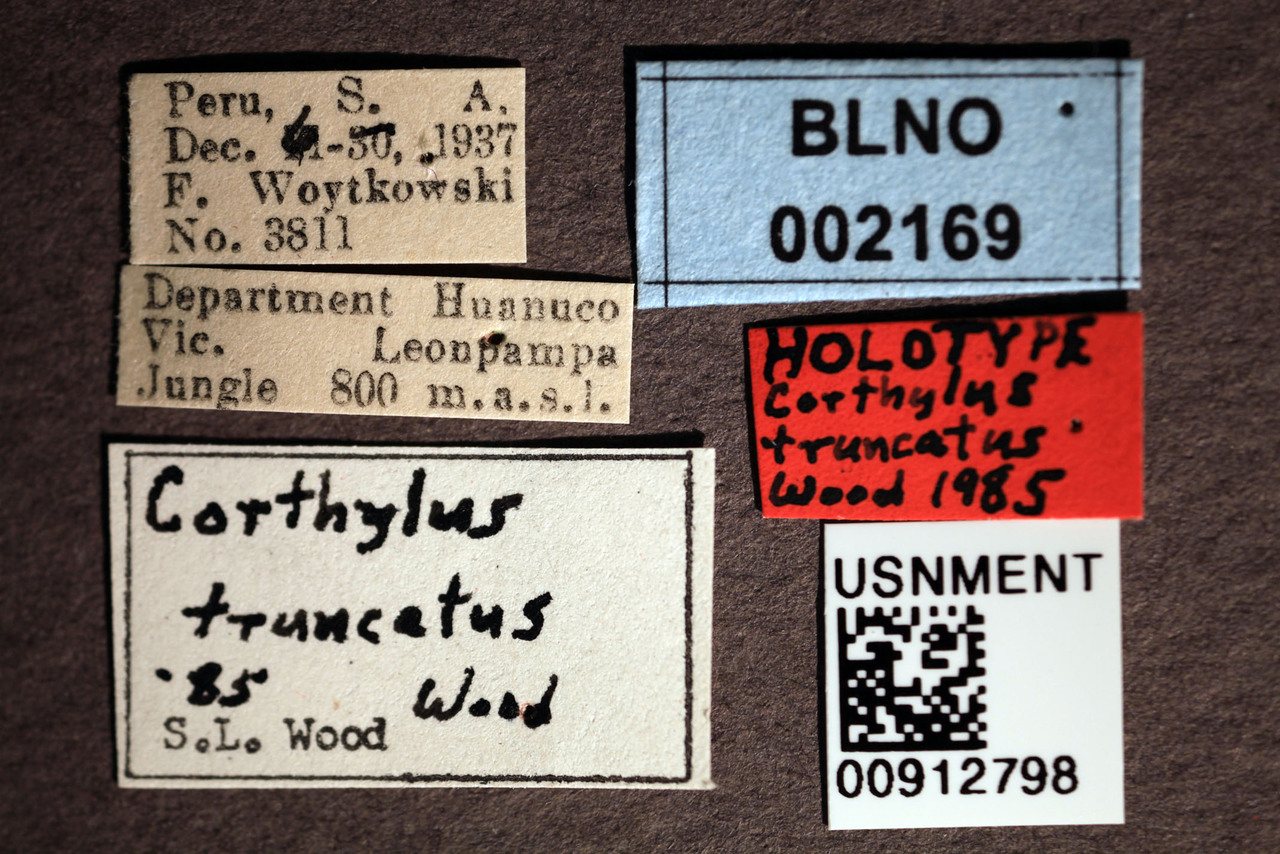 Peru, S. A.
Dec. 1937
F. Woytkowski
No. 3811
Department Huanuco
Vic. Leonpampa
Jungle 800 m.a.s.l.
Corthylus
truncatus
'85 Wood
S.L. Wood
BLNO
002169
HOLOTYPE
Corthylus
truncatus
Wood 1985
USNMENT
00912798